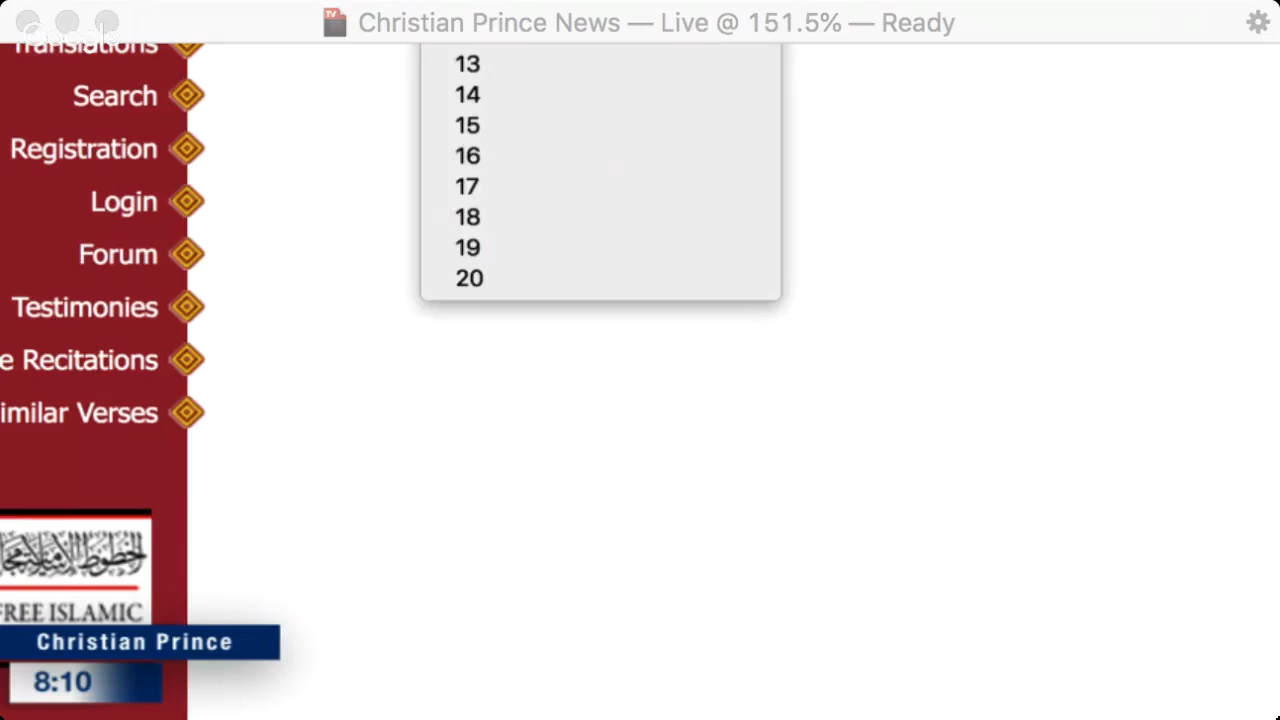 Christian Prince News — Live @ 151.5% — Ready
Translations
Search
Registration
Login
Forum
Testimonies
e Recitations
imilar Verses
13
14
15
16
17
18
19
20
FREE ISLAMIC
Christian Prince
8:10